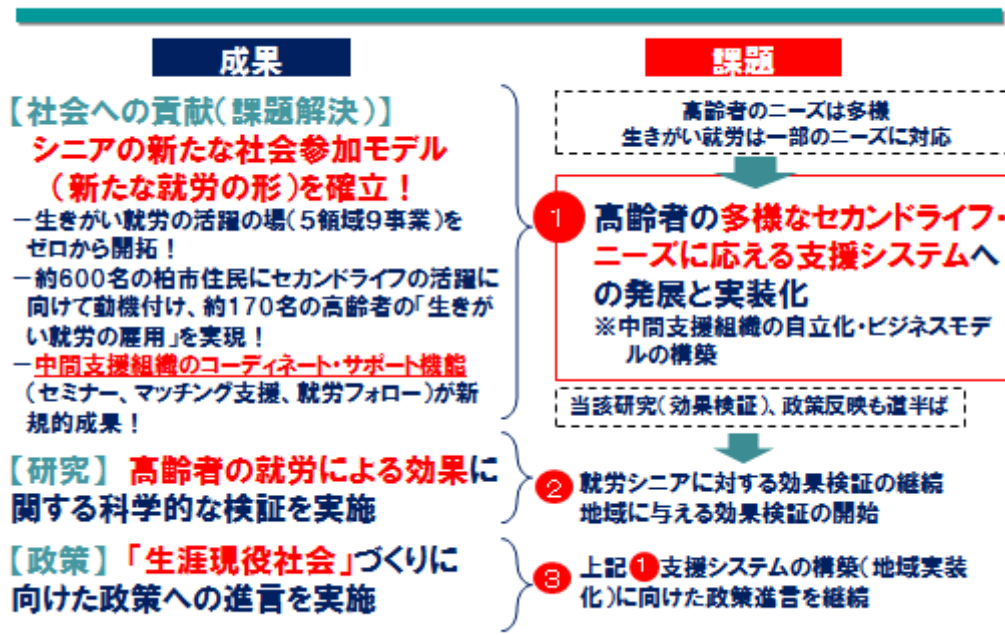 成果
【社会への貢献(課題解決)】
シニアの新たな社会参加モデル
(新たな就労の形)を確立！
－生きがい就労の活躍の場(5領域9事業)を
ゼロから開拓！
－約600名の柏市住民にセカンドライフの活躍に
向けて動機付け、約170名の高齢者の「生きが
い就労の雇用」を実現！
－中間支援組織のコーディネート・サポート機能
(セミナー、マッチング支援、就労フォロー)が新
規的成果！
【研究】 高齢者の就労による効果に
関する科学的な検証を実施
【政策】「生涯現役社会」づくりに
向けた政策への進言を実施
課題
高齢者のニーズは多様
生きがい就労は一部のニーズに対応
1 高齢者の多様なセカンドライフ・
ニーズに応える支援システムへ
の発展と実装化
※中間支援組織の自立化・ビジネスモデ
ルの構築
当該研究(効果検証)、政策反映も道半ば
2 就労シニアに対する効果検証の継続
地域に与える効果検証の開始
3 上記1支援システムの構築(地域実装
化)に向けた政策進言を継続